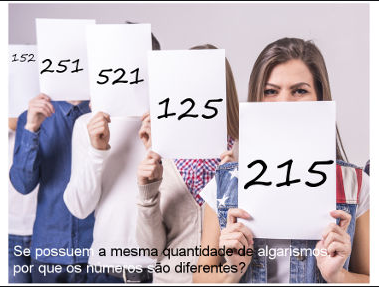 152
251
521
125
215
Se possuem a mesma quantidade de algarismos,
por que os números são diferentes?